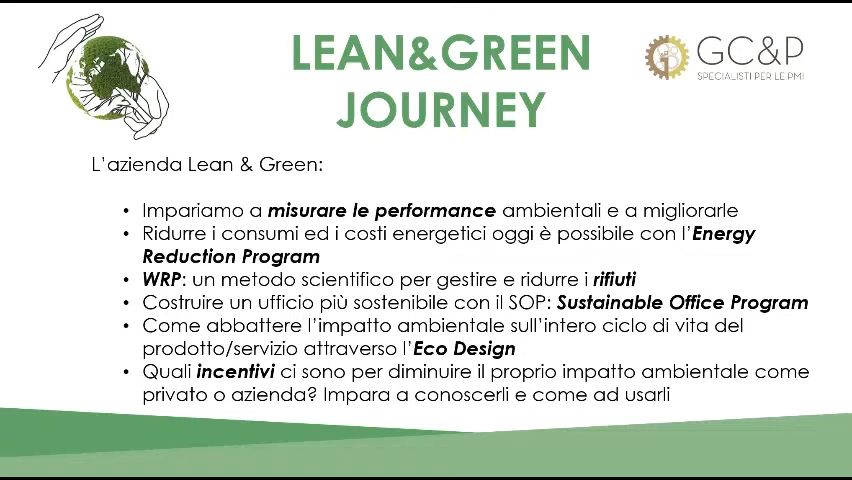 LEAN&GREEN
JOURNEY
GC&P
SPECIALISTI PER LE PMI
L'azienda Lean & Green:
• Impariamo a misurare le performance ambientali e a migliorarle
• Ridurre i consumi ed i costi energetici oggi è possibile con l'Energy
Reduction Program
• WRP: un metodo scientifico per gestire e ridurre i rifiuti
• Costruire un ufficio più sostenibile con il SOP: Sustainable Office Program
• Come abbattere l'impatto ambientale sull'intero ciclo di vita del
prodotto/servizio attraverso l'Eco Design
• Quali incentivi ci sono per diminuire il proprio impatto ambientale come
privato o azienda? Impara a conoscerli e come ad usarli